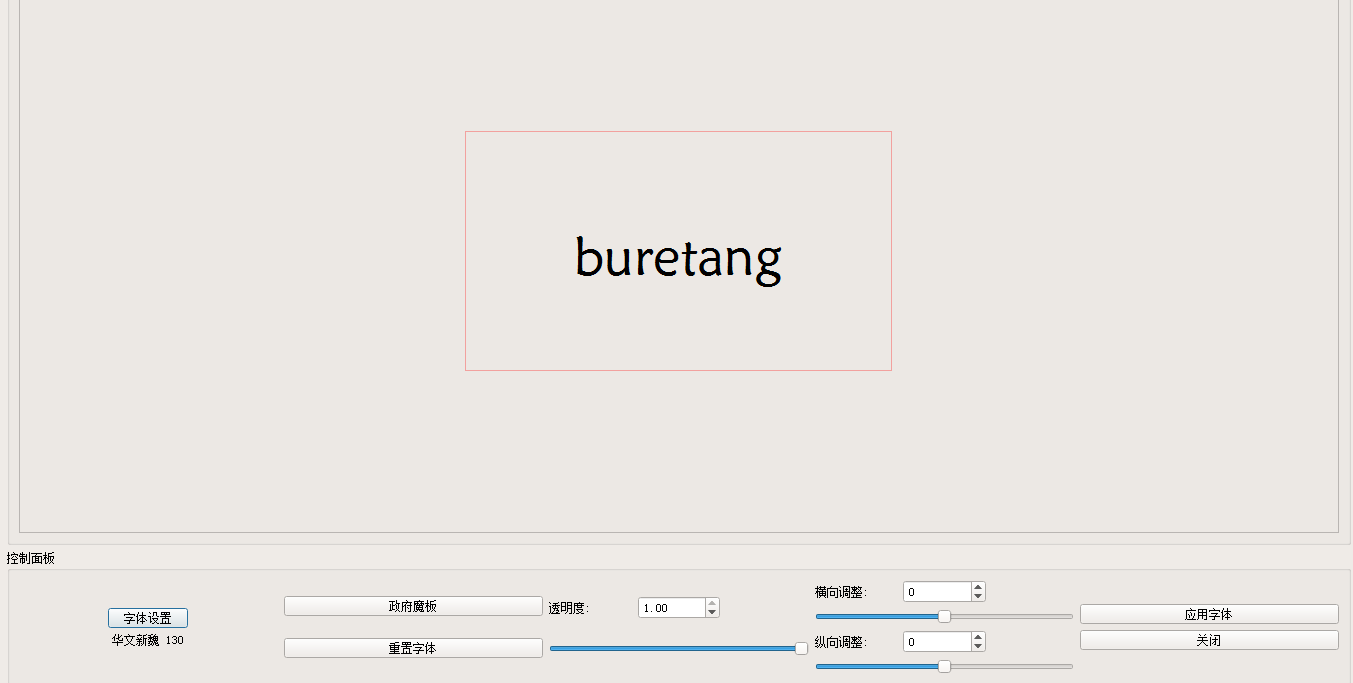 buretang
控制面板
字体设置
华文新魏 130
政府魔板
重置字体
透明度:
1.00
横向调整:
0
纵向调整:
0
应用字体
关闭